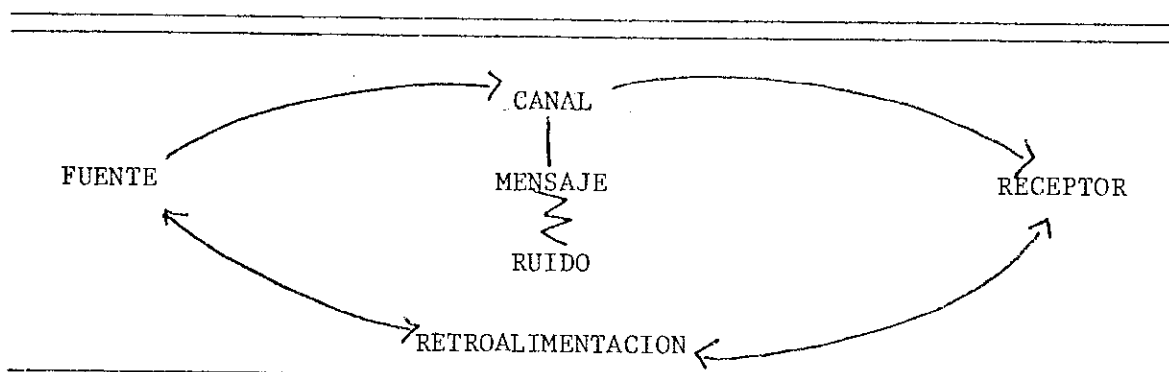 CANAL
FUENTE
MENSAJE
RECEPTOR
RUIDO
RETROALIMENTACION